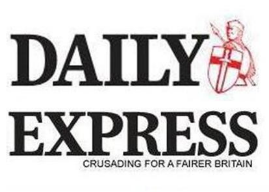 DAILY
EXPRESS
CRUSADING FOR A FAIRER BRITAIN